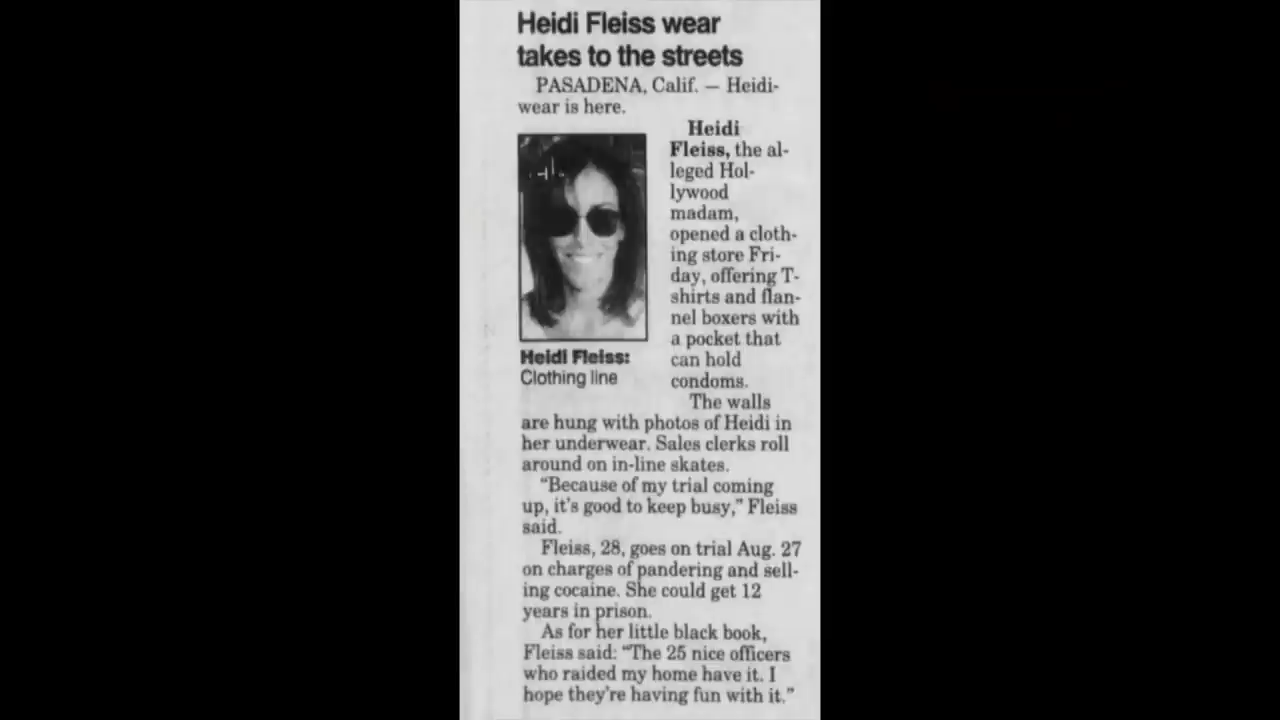 Heidi Fleiss wear
takes to the streets
PASADENA, Calif. — Heidi-
wear is here.
Heidi
Fleiss, the al-
leged Hol-
lywood
madam,
opened a cloth-
ing store Fri-
day, offering T-
shirts and flan-
nel boxers with
a pocket that
can hold
condoms.
Heidi Fleiss:
Clothing line
The walls
are hung with photos of Heidi in
her underwear. Sales clerks roll
around on in-line skates.
“Because of my trial coming
up, it’s good to keep busy,” Fleiss
said.
Fleiss, 28, goes on trial Aug. 27
on charges of pandering and sell-
ing cocaine. She could get 12
years in prison.
As for her little black book,
Fleiss said: “The 25 nice officers
who raided my home have it. I
hope they’re having fun with it.”